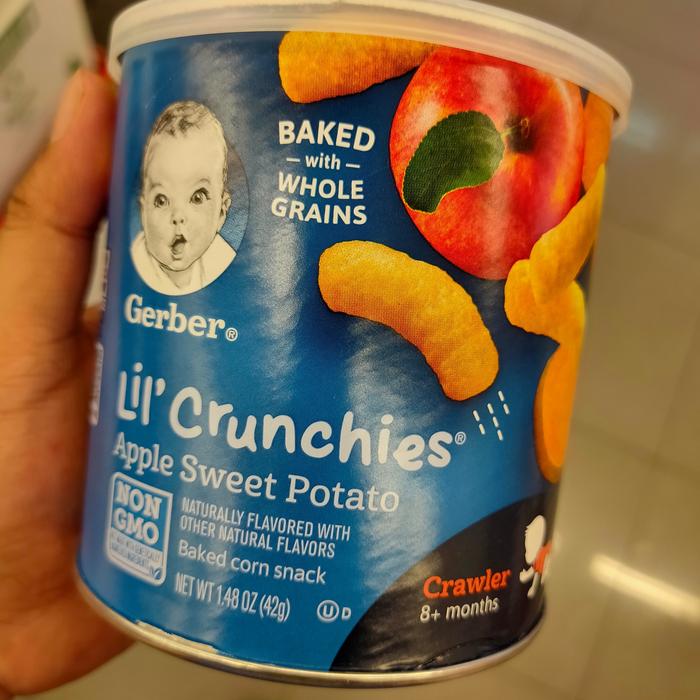 BAKED
with
WHOLE
GRAINS
Gerber®
Lil' Crunchies®
Apple Sweet Potato
NON
GMO
NATURALLY FLAVORED WITH
OTHER NATURAL FLAVORS
Baked corn snack
NET WT 1.48 OZ (42g)
U D
Crawler
8+ months